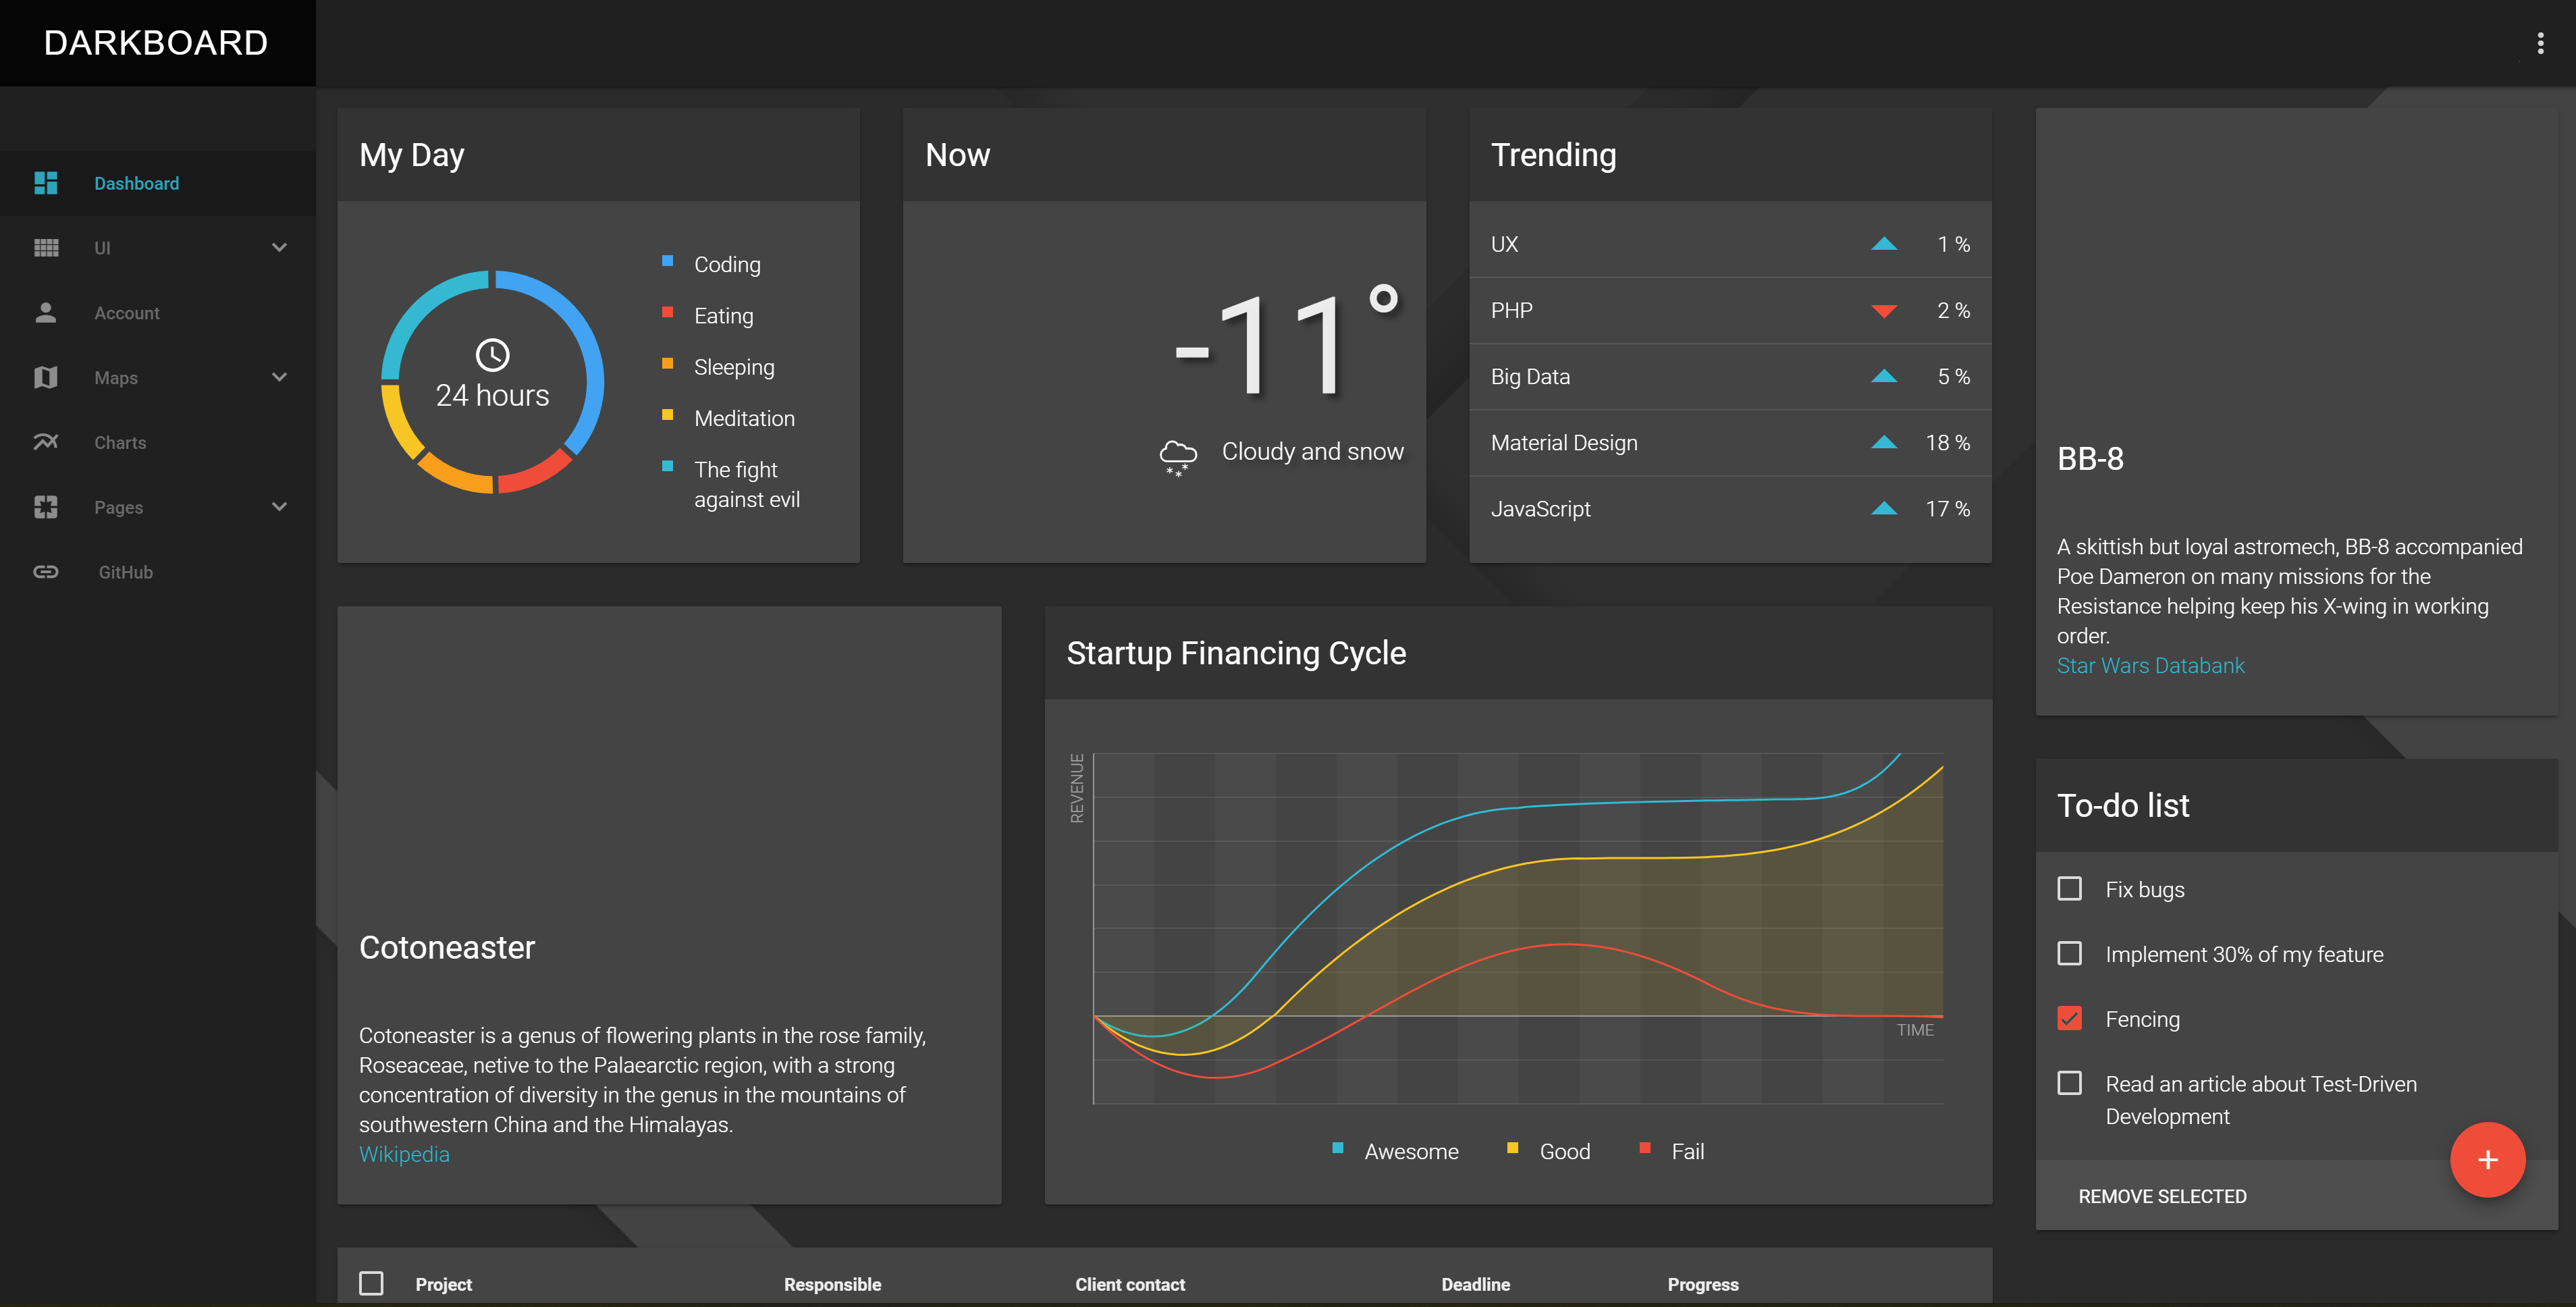 DARKBOARD
Dashboard
UI
Account
Maps
Charts
Pages
GitHub
My Day
24 hours
Coding
Eating
Sleeping
Meditation
The fight
against evil
Now
-11°
Cloudy and snow
Trending
UX 1 %
PHP 2 %
Big Data 5 %
Material Design 18 %
JavaScript 17 %
BB-8
A skittish but loyal astromech, BB-8 accompanied
Poe Dameron on many missions for the
Resistance helping keep his X-wing in working
order.
Star Wars Databank
Cotoneaster
Cotoneaster is a genus of flowering plants in the rose family,
Roseaceae, netive to the Palaearctic region, with a strong
concentration of diversity in the genus in the mountains of
southwestern China and the Himalayas.
Wikipedia
Startup Financing Cycle
REVENUE
TIME
Awesome Good Fail
To-do list
Fix bugs
Implement 30% of my feature
Fencing
Read an article about Test-Driven
Development
REMOVE SELECTED
Project Responsible Client contact Deadline Progress